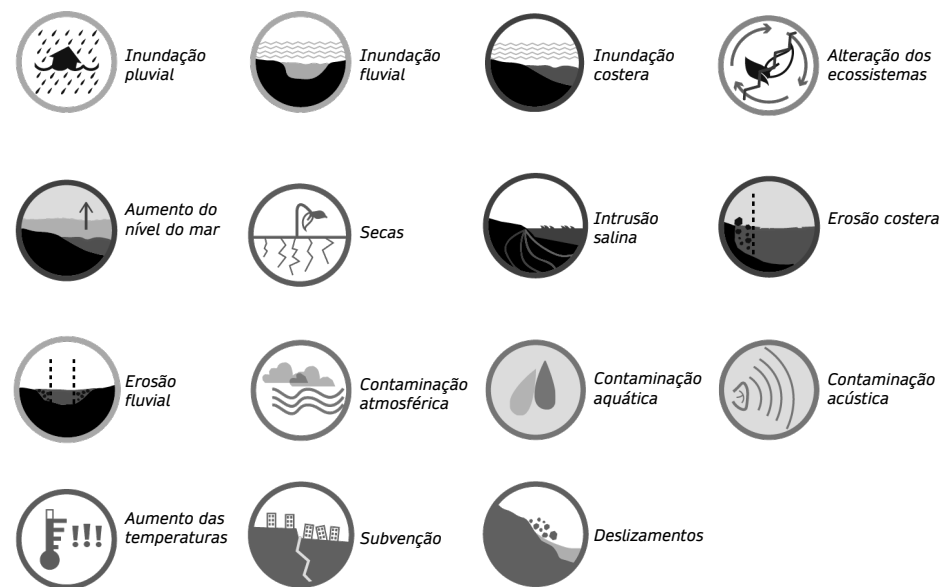 Inundação
pluvial
Inundação
fluvial
Inundação
costera
Alteração dos
ecossistemas
Aumento do
nível do mar
Secas
Intrusão
salina
Erosão costera
Erosão
fluvial
Contaminação
atmosférica
Contaminação
aquática
Contaminação
acústica
Aumento das
temperaturas
Subvenção
Deslizamentos